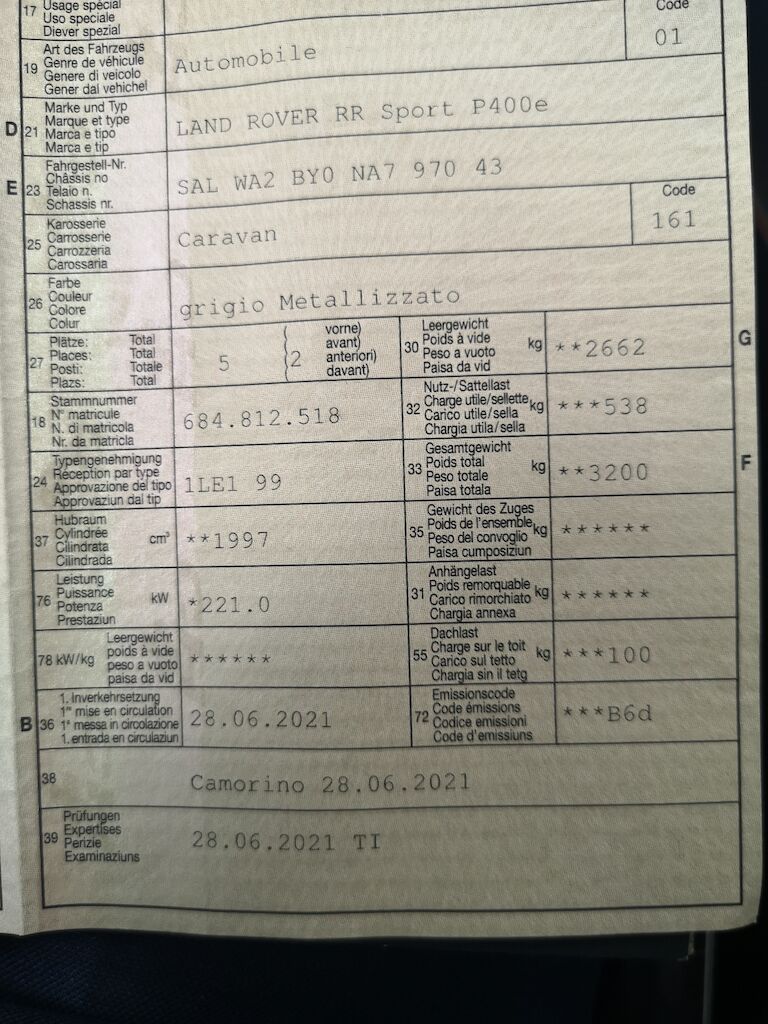 17 Usage spécial
Uso speciale
Diever spezial
Code
01
19 Art des Fahrzeugs
Genre de véhicule
Genere di veicolo
Gener dal vehichel
Automobile
D 21 Marke und Typ
Marque et type
Marca e tipo
Marca e tip
LAND ROVER RR Sport P400e
E 23 Fahrgestell-Nr.
Châssis no
Telaio n.
Schassis nr.
SAL WA2 BY0 NA7 970 43
25 Karosserie
Carrosserie
Carrozzeria
Carossaria
Caravan
Code
161
26 Farbe
Couleur
Colore
Colur
grigio Metallizzato
27 Plätze: Total
Places: Total
Posti: Totale
Plazs: Total
5 (2 vorne)
avant)
anteriori)
davant)
30 Leergewicht
Poids à vide
Peso a vuoto
Paisa da vid
kg **2662 G
18 Stammnummer
N° matricule
N. di matricola
Nr. da matricla
684.812.518
32 Nutz-/Sattellast
Charge utile/sellette
Carico utile/sella
Chargia utila/sella
kg ***538
24 Typengenehmigung
Réception par type
Approvazione del tipo
Approvaziun dal tip
1LE1 99
33 Gesamtgewicht
Poids total
Peso totale
Paisa totala
kg **3200 F
37 Hubraum
Cylindrée
Cilindrata
Cilindrada
cm³ **1997
35 Gewicht des Zuges
Poids de l'ensemble
Peso del convoglio
Paisa cumposiziun
kg ******
76 Leistung
Puissance
Potenza
Prestaziun
kW *221.0
31 Anhängelast
Poids remorquable
Carico rimorchiato
Chargia annexa
kg ******
78 kW/kg Leergewicht
poids à vide
peso a vuoto
paisa da vid
******
55 Dachlast
Charge sur le toit
Carico sul tetto
Chargia sin il tetg
kg ***100
B 36 1. Inverkehrsetzung
1re mise en circulation
1a messa in circolazione
1. entrada en circulaziun
28.06.2021
72 Emissionscode
Code émissions
Codice emissioni
Code d'emissiuns
***B6d
38 Camorino 28.06.2021
39 Prüfungen
Expertises
Perizie
Examinaziuns
28.06.2021 TI